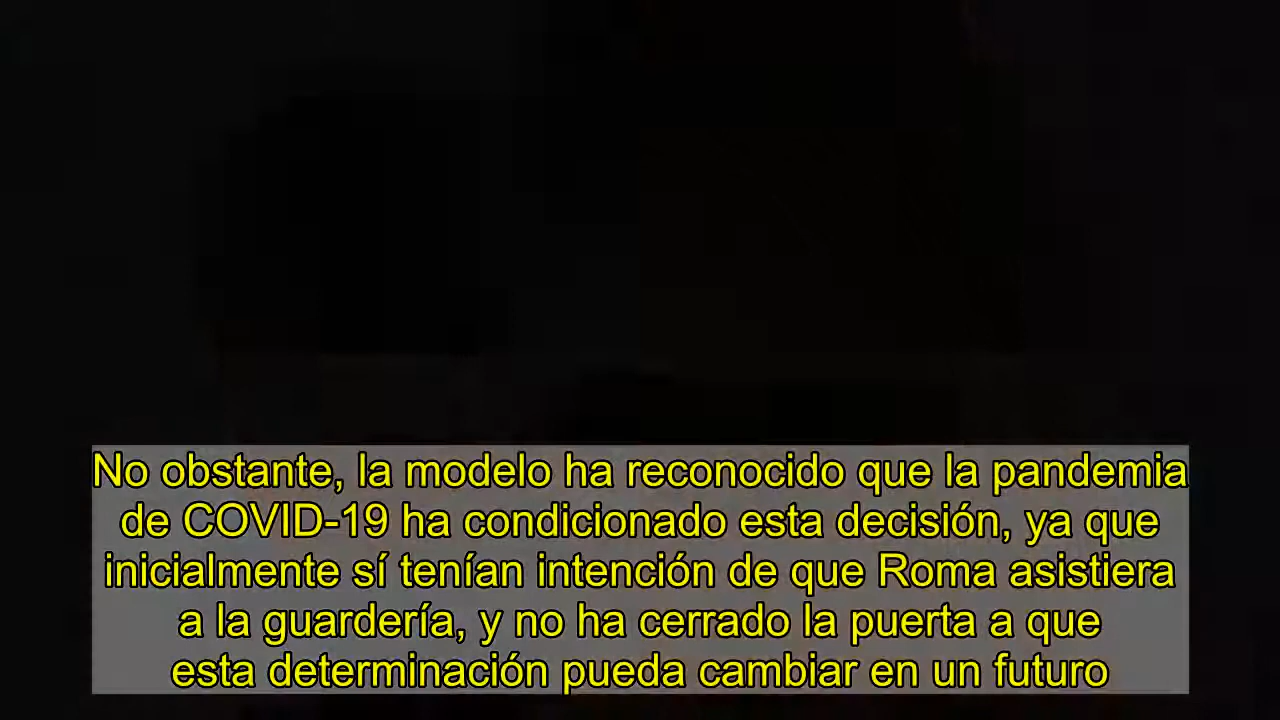 No obstante, la modelo ha reconocido que la pandemia
de COVID-19 ha condicionado esta decisión, ya que
inicialmente sí tenían intención de que Roma asistiera
a la guardería, y no ha cerrado la puerta a que
esta determinación pueda cambiar en un futuro